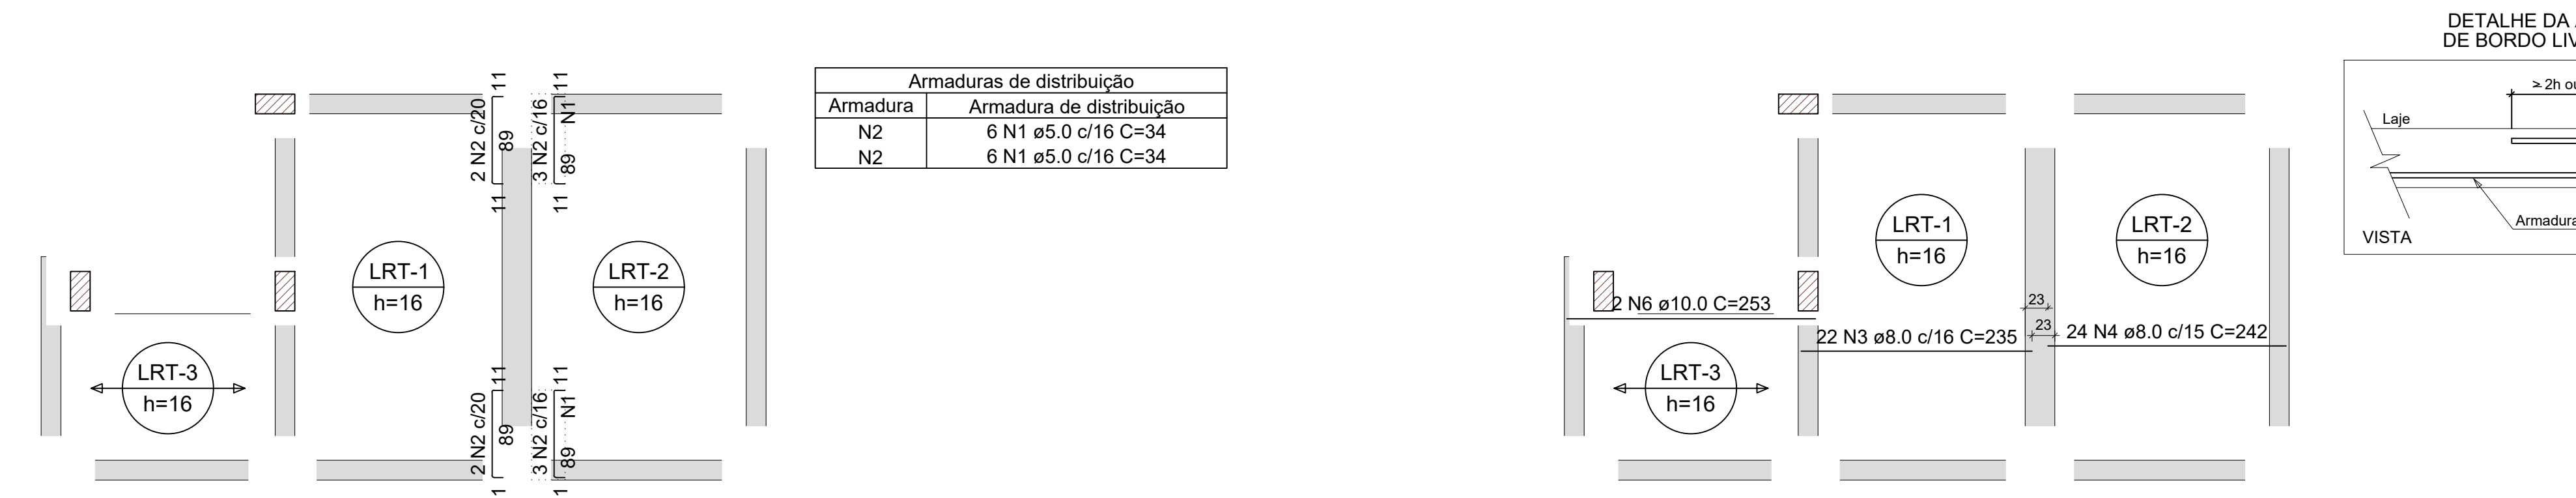 11
11
2 N2 c/20
89
3 N2 c/16
N1
89
11
11
LRT-1
h=16
LRT-2
h=16
LRT-3
h=16
11
11
2 N2 c/20
89
3 N2 c/16
N1
89
1
1
Armaduras de distribuição
Armadura
Armadura de distribuição
N2
6 N1 ø5.0 c/16 C=34
N2
6 N1 ø5.0 c/16 C=34
LRT-1
h=16
LRT-2
h=16
2 N6 ø10.0 C=253
23
23
22 N3 ø8.0 c/16 C=235
24 N4 ø8.0 c/15 C=242
LRT-3
h=16
DETALHE DA
DE BORDO LIV
≥2h ou
Laje
Armadura
VISTA